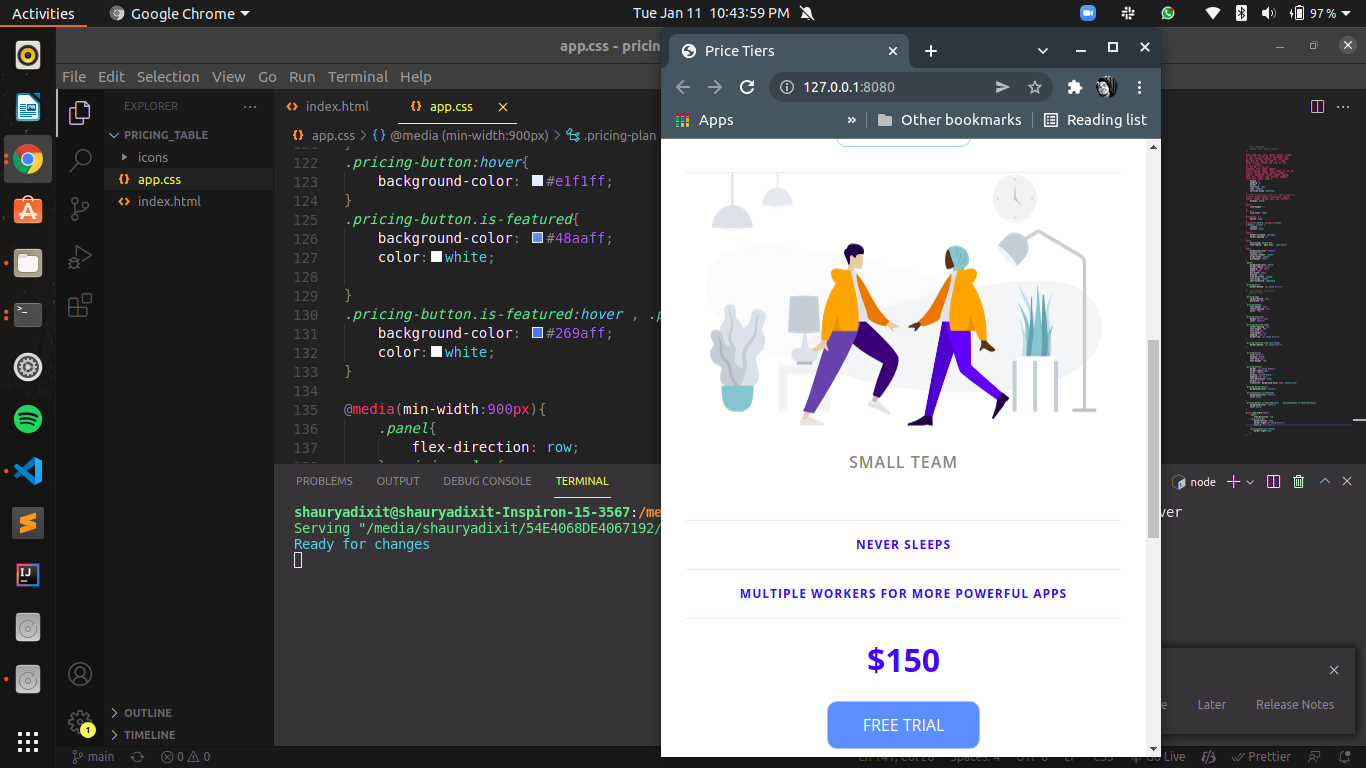 Activities
Google Chrome
Tue Jan 11 10:43:59 PM
97 %
app.css - pricin
File Edit Selection View Go Run Terminal Help
EXPLORER
PRICING_TABLE
icons
app.css
index.html
OUTLINE
TIMELINE
1
index.html
app.css
app.css > @media (min-width:900px) > .pricing-plan
121 }
122 .pricing-button:hover{
123 background-color: #e1f1ff;
124 }
125 .pricing-button.is-featured{
126 background-color: #48aaff;
127 color: white;
128
129 }
130 .pricing-button.is-featured:hover , .p
131 background-color: #269aff;
132 color: white;
133 }
134
135 @media(min-width:900px){
136 .panel{
137 flex-direction: row;
PROBLEMS OUTPUT DEBUG CONSOLE TERMINAL
node
shauryadixit@shauryadixit-Inspiron-15-3567:/me
ver
Serving "/media/shauryadixit/54E4068DE4067192/
Ready for changes
Price Tiers
127.0.0.1:8080
Apps
»
Other bookmarks
Reading list
SMALL TEAM
NEVER SLEEPS
MULTIPLE WORKERS FOR MORE POWERFUL APPS
$150
FREE TRIAL
e
Later
Release Notes
main
0
0
Go Live
Prettier